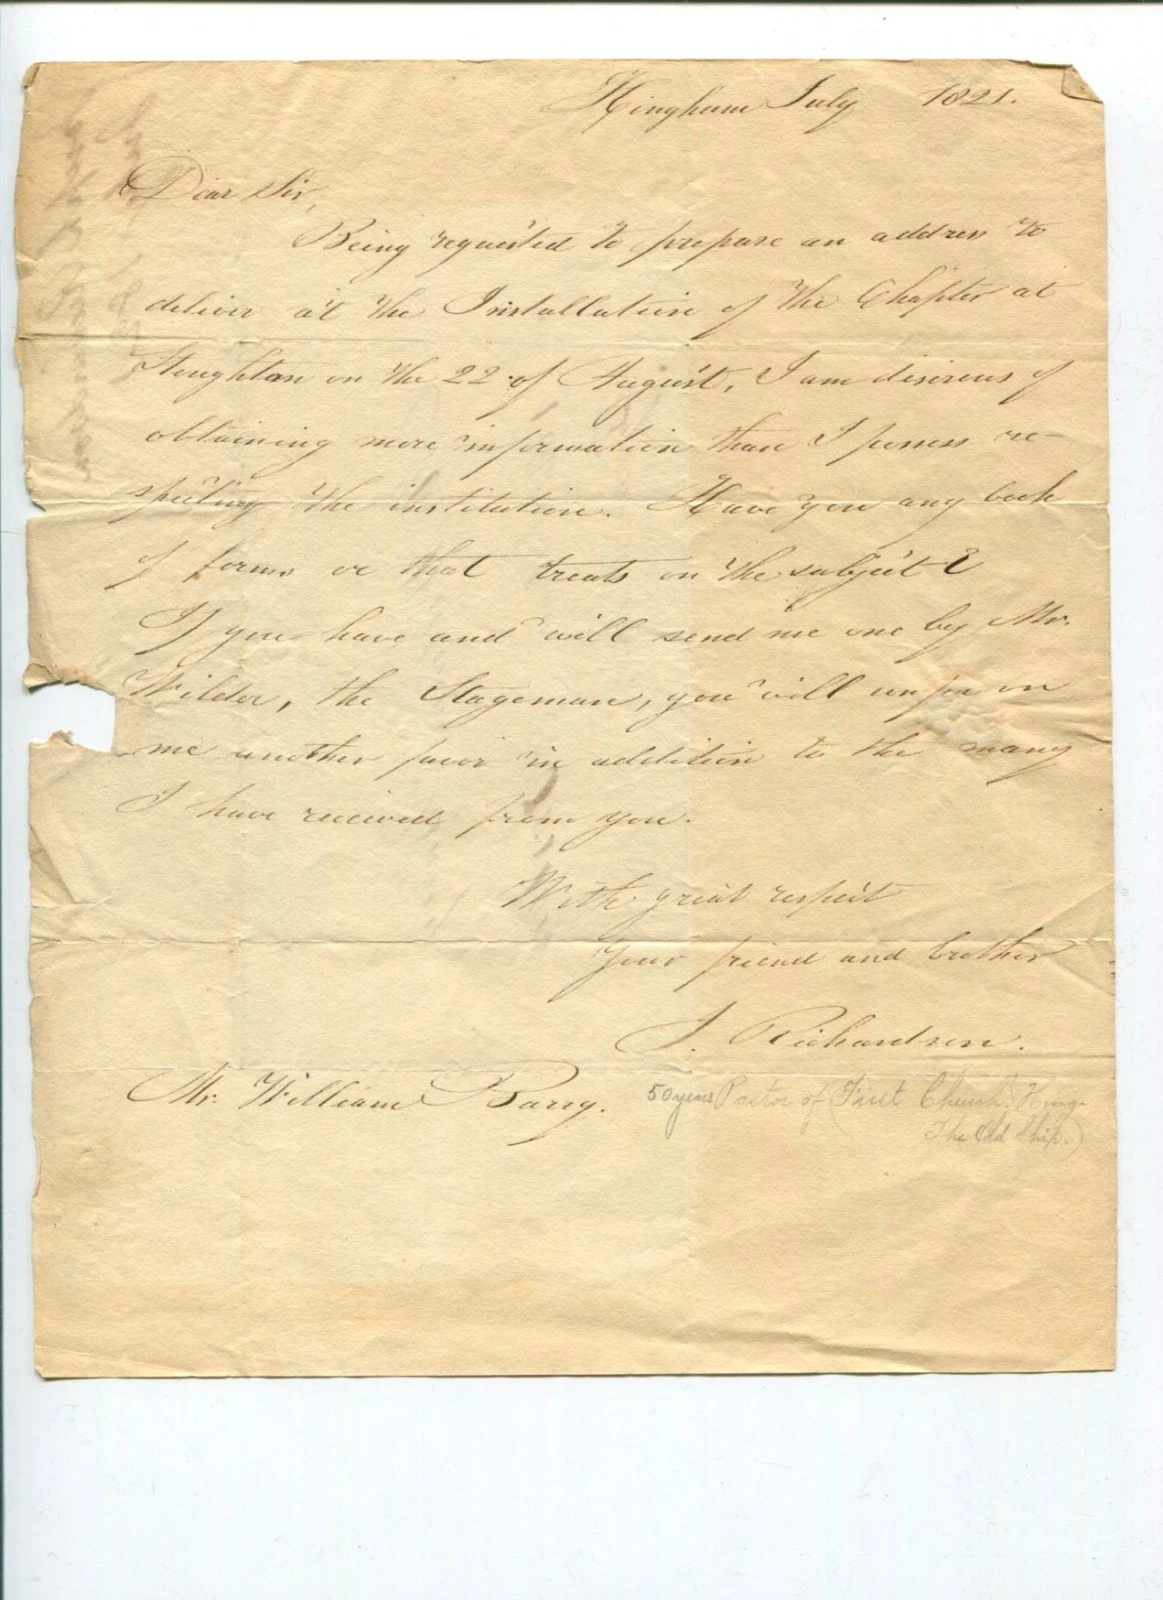 Hingham July 1821.
Dear Sir,
Being requested to prepare an address to
deliver at the Installation of the Chapter at
Stoughton on the 22 of August, I am desirous of
obtaining more information than I possess re-
specting the institution. Have you any book
of forms or that treats on the subject?
If you have and will send me one by Mr.
Wilder, the Stageman, you will confer on
me another favor in addition to the many
I have received from you.
With great respect
Your friend and brother
J. Richardson.
Mr. William Barry.
50 years Pastor of (First Church, Hing.
The Old Ship.)